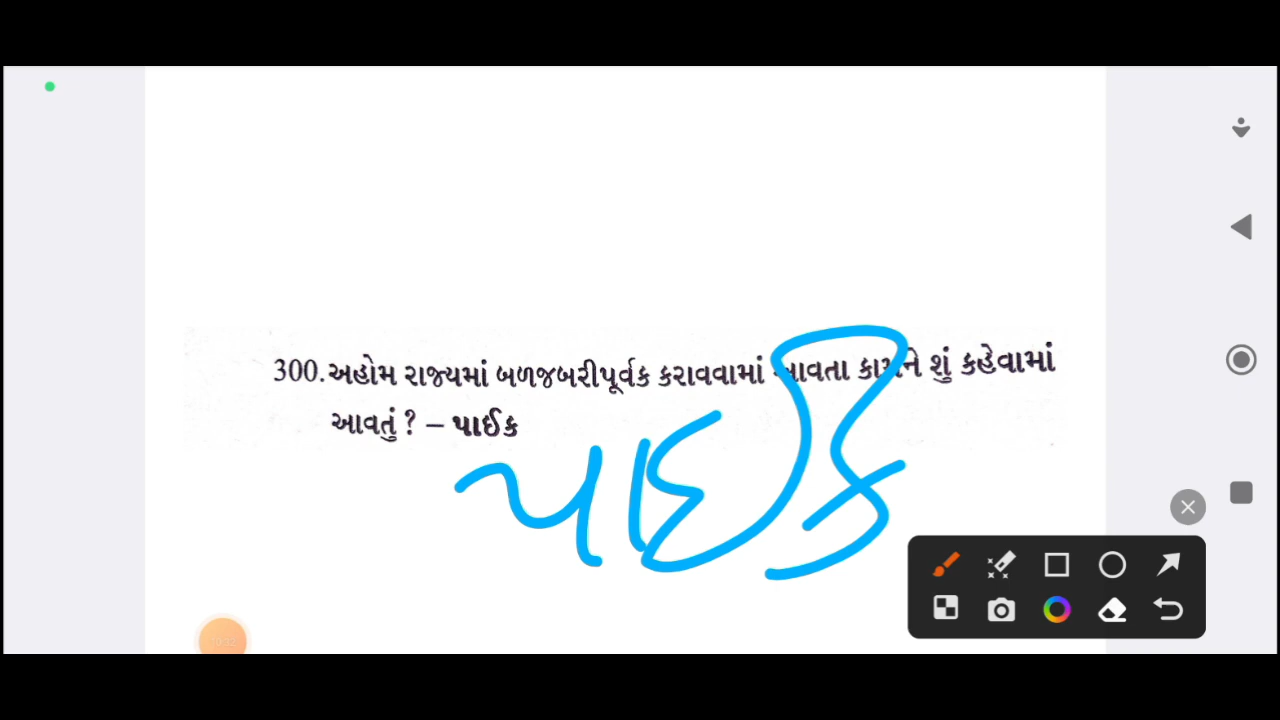 300. અહોમ રાજ્યમાં બળજબરીપૂર્વક કરાવવામાં આવતા કામને શું કહેવામાં
આવતું ? – પાઈક
પાઈક